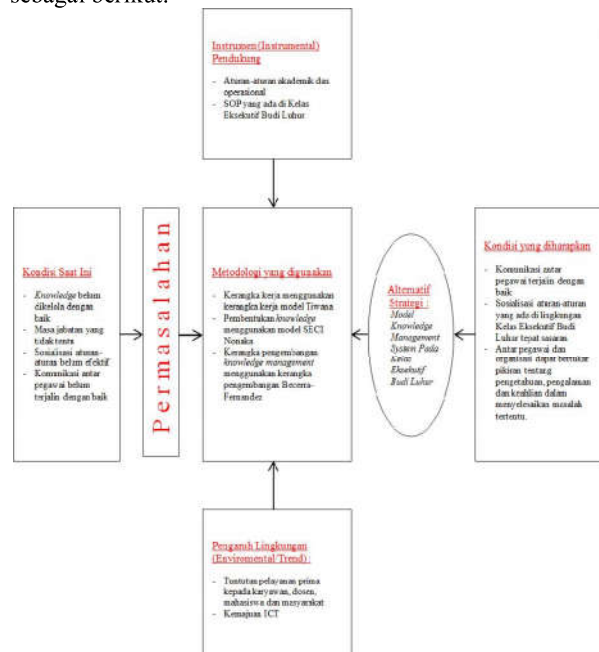 sebagai berikut.
Instrumen (Instrumental)
Pendukung
- Aturan-aturan akademik dan
operasional
- SOP yang ada di Kelas
Eksekutif Budi Luhur
Kondisi Saat Ini
- Knowledge belum
dikelola dengan
baik
- Masa jabatan yang
tidak tentu
- Sosialisasi aturan-
aturan belum efektif
- Komunikasi antar
pegawai belum
terjalin dengan baik
Permasalahan
Metodologi yang digunakan
- Kerangka kerja menggunakan
kerangka kerja model Tiwana
- Pembentukan knowledge
menggunakan model SECI
Nonaka
- Kerangka pengembangan
knowledge management
menggunakan kerangka
pengembangan Becerra-
Fernandez
Alternatif
Strategi :
Model
Knowledge
Management
System Pada
Kelas
Eksekutif
Budi Luhur
Kondisi yang diharapkan
- Komunikasi antar
pegawai terjalin dengan
baik
- Sosialisasi aturan-aturan
yang ada di lingkungan
Kelas Eksekutif Budi
Luhur tepat sasaran
- Antar pegawai dan
organisasi dapat bertukar
pikiran tentang
pengetahuan, pengalaman
dan keahlian dalam
menyelesaikan masalah
tertentu.
Pengaruh Lingkungan
(Enviromental/Trend) :
- Tuntutan pelayanan prima
kepada karyawan, dosen,
mahasiswa dan masyarakat
- Kemajuan ICT